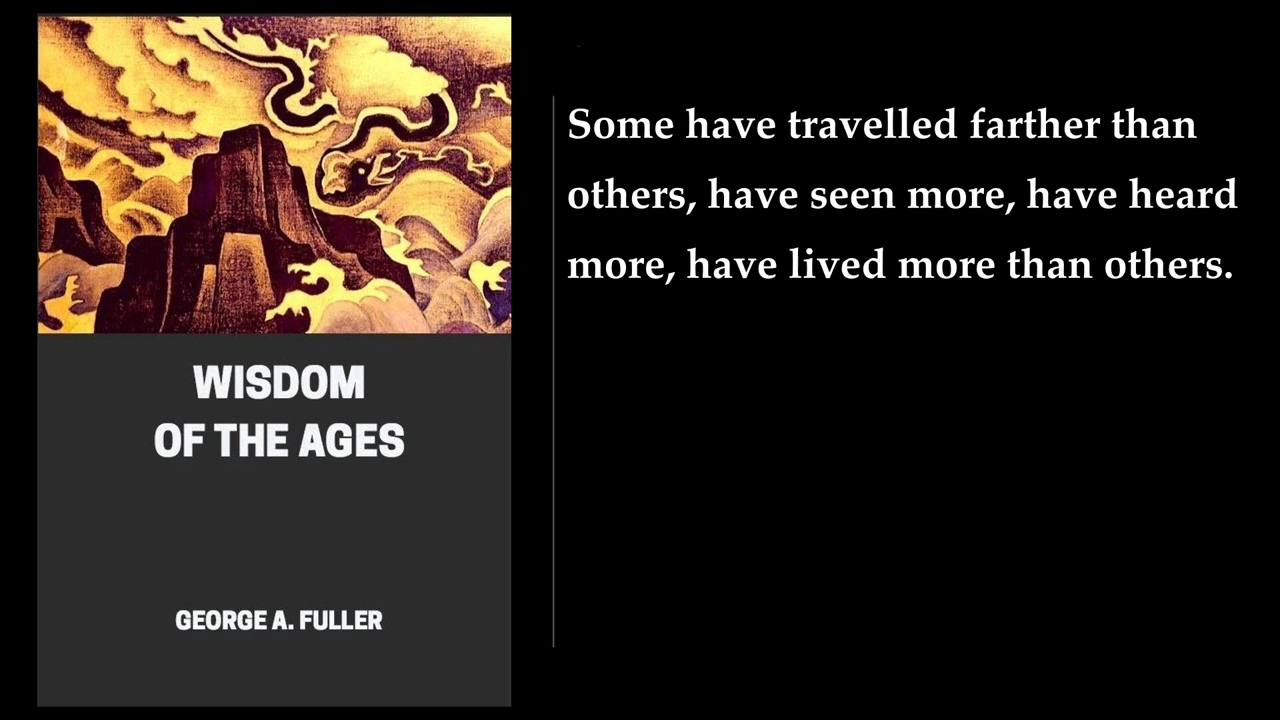 WISDOM
OF THE AGES
GEORGE A. FULLER
Some have travelled farther than
others, have seen more, have heard
more, have lived more than others.